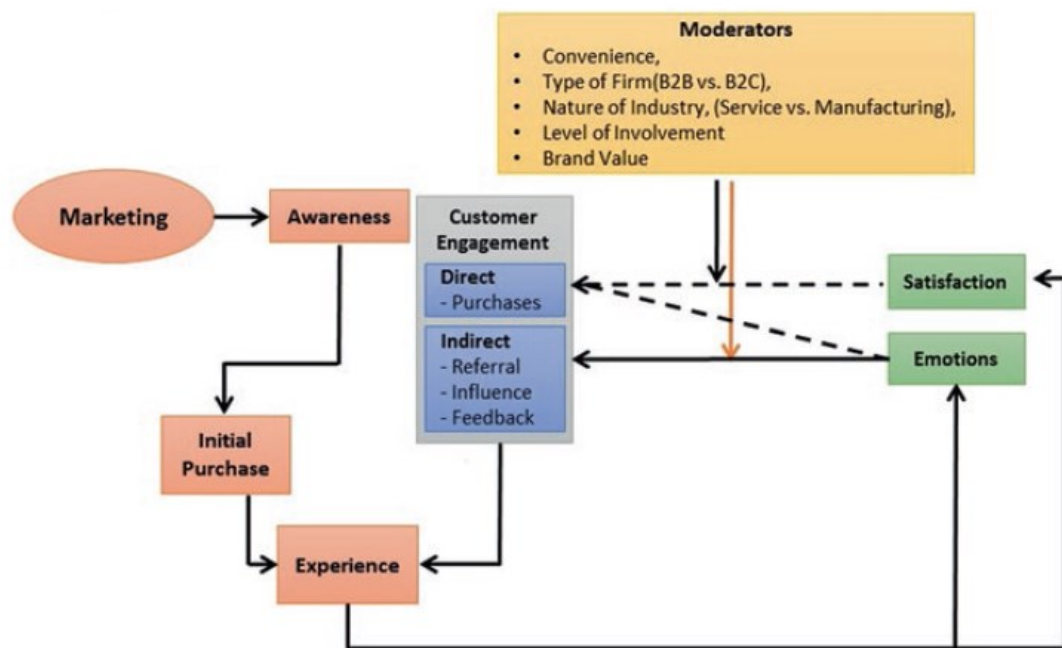 Moderators
• Convenience,
• Type of Firm(B2B vs. B2C),
• Nature of Industry, (Service vs. Manufacturing),
• Level of Involvement
• Brand Value
Marketing
Awareness
Customer
Engagement
Direct
- Purchases
Indirect
- Referral
- Influence
- Feedback
Satisfaction
Emotions
Initial
Purchase
Experience